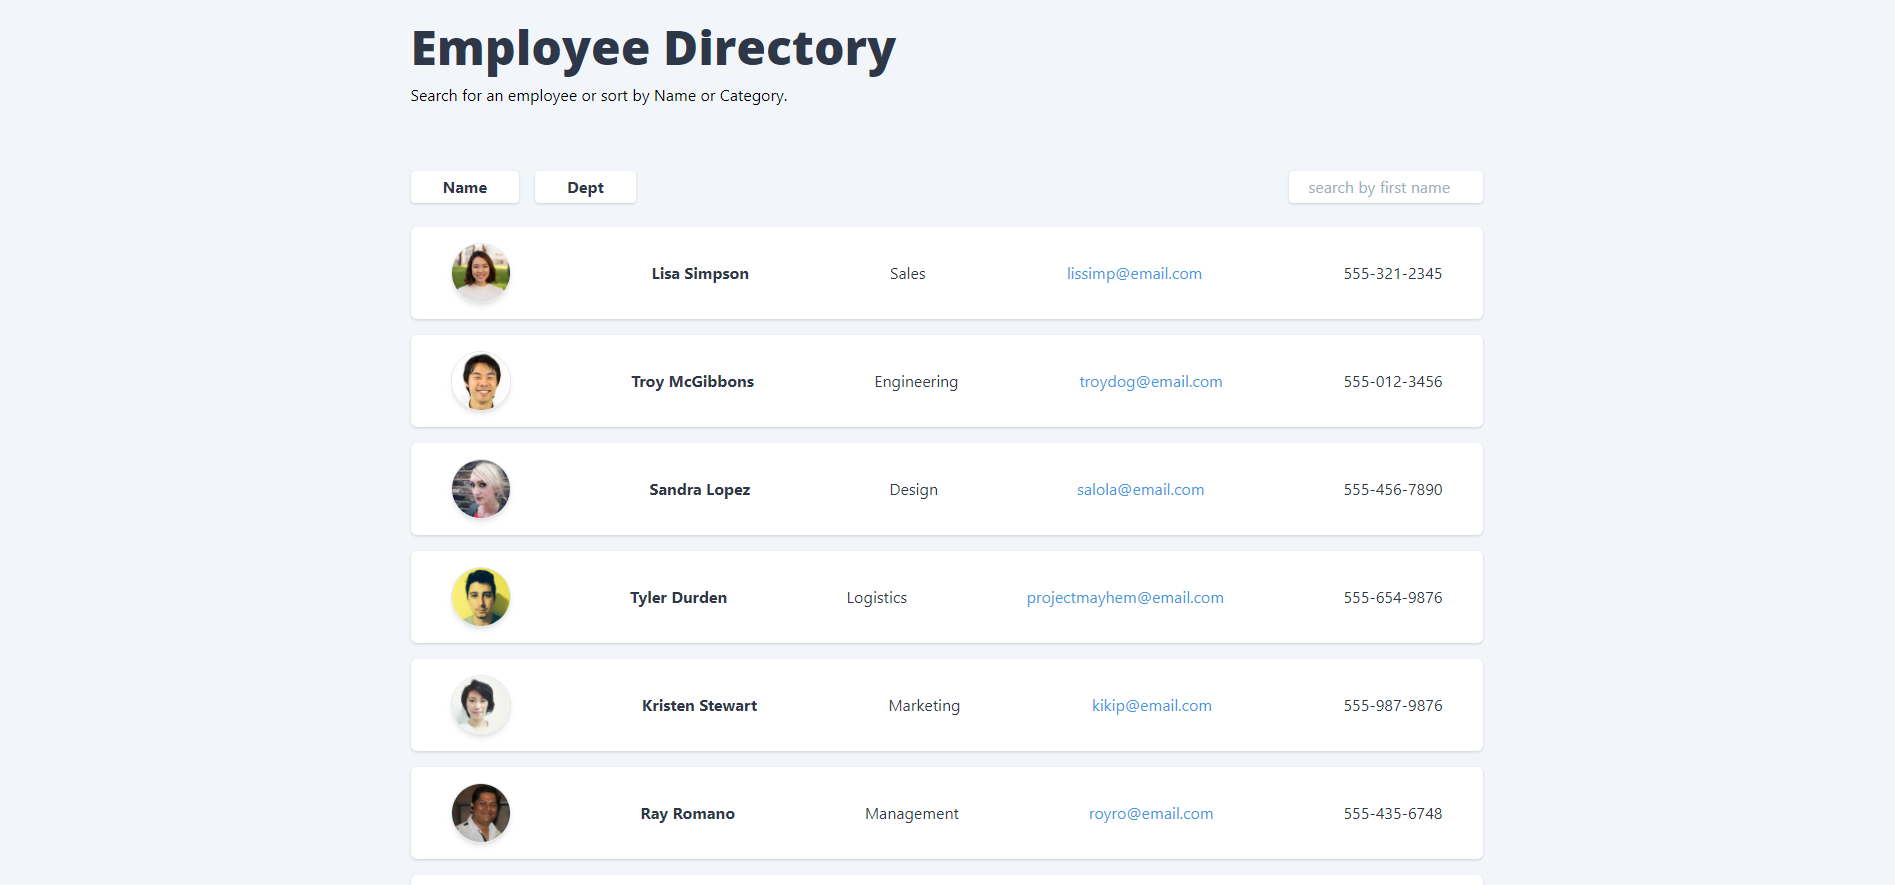 Employee Directory
Search for an employee or sort by Name or Category.
Name Dept search by first name
Lisa Simpson Sales lissimp@email.com 555-321-2345
Troy McGibbons Engineering troydog@email.com 555-012-3456
Sandra Lopez Design salola@email.com 555-456-7890
Tyler Durden Logistics projectmayhem@email.com 555-654-9876
Kristen Stewart Marketing kikip@email.com 555-987-9876
Ray Romano Management royro@email.com 555-435-6748